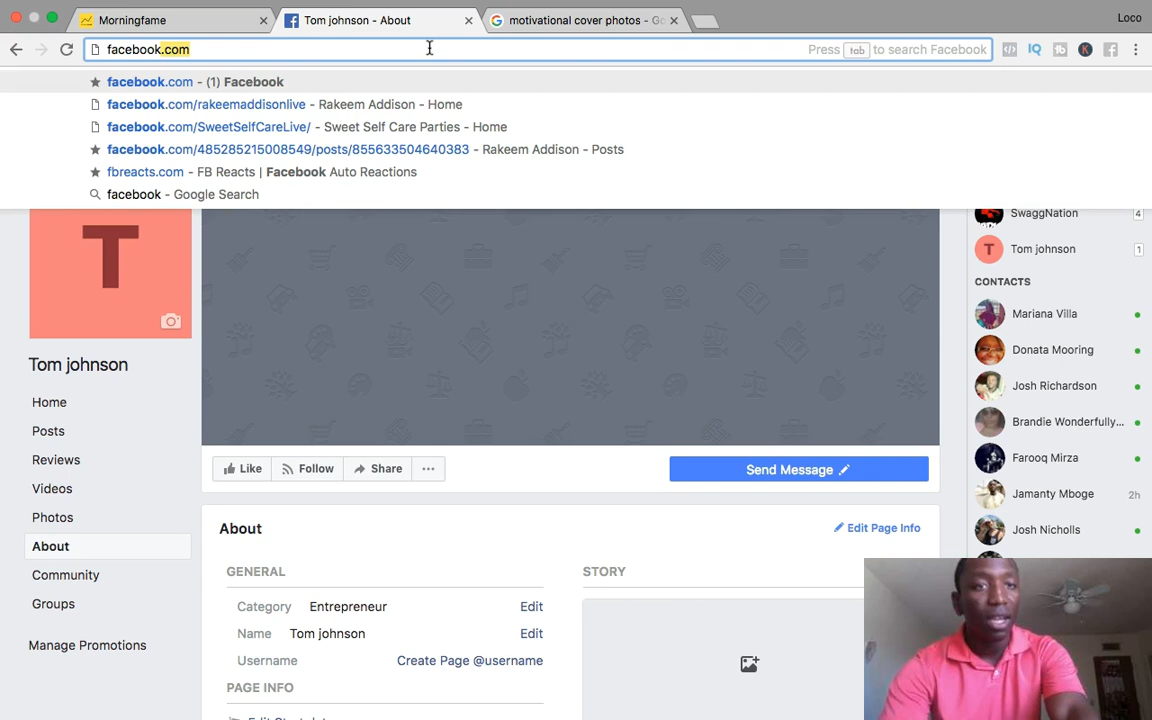 Morningfame
Tom johnson - About
motivational cover photos - Go
Loco
facebook.com
Press tab to search Facebook
IQ
tb
K
facebook.com - (1) Facebook
facebook.com/rakeemaddisonlive - Rakeem Addison - Home
facebook.com/SweetSelfCareLive/ - Sweet Self Care Parties - Home
facebook.com/485285215008549/posts/855633504640383 - Rakeem Addison - Posts
fbreacts.com - FB Reacts | Facebook Auto Reactions
facebook - Google Search
T
Tom johnson
Home
Posts
Reviews
Videos
Photos
About
Community
Groups
Manage Promotions
Like
Follow
Share
Send Message
About
Edit Page Info
GENERAL
Category Entrepreneur Edit
Name Tom johnson Edit
Username Create Page @username
PAGE INFO
STORY
SwaggNation 4
T Tom johnson 1
CONTACTS
Mariana Villa
Donata Mooring
Josh Richardson
Brandie Wonderfully...
Farooq Mirza
Jamanty Mboge 2h
Josh Nicholls